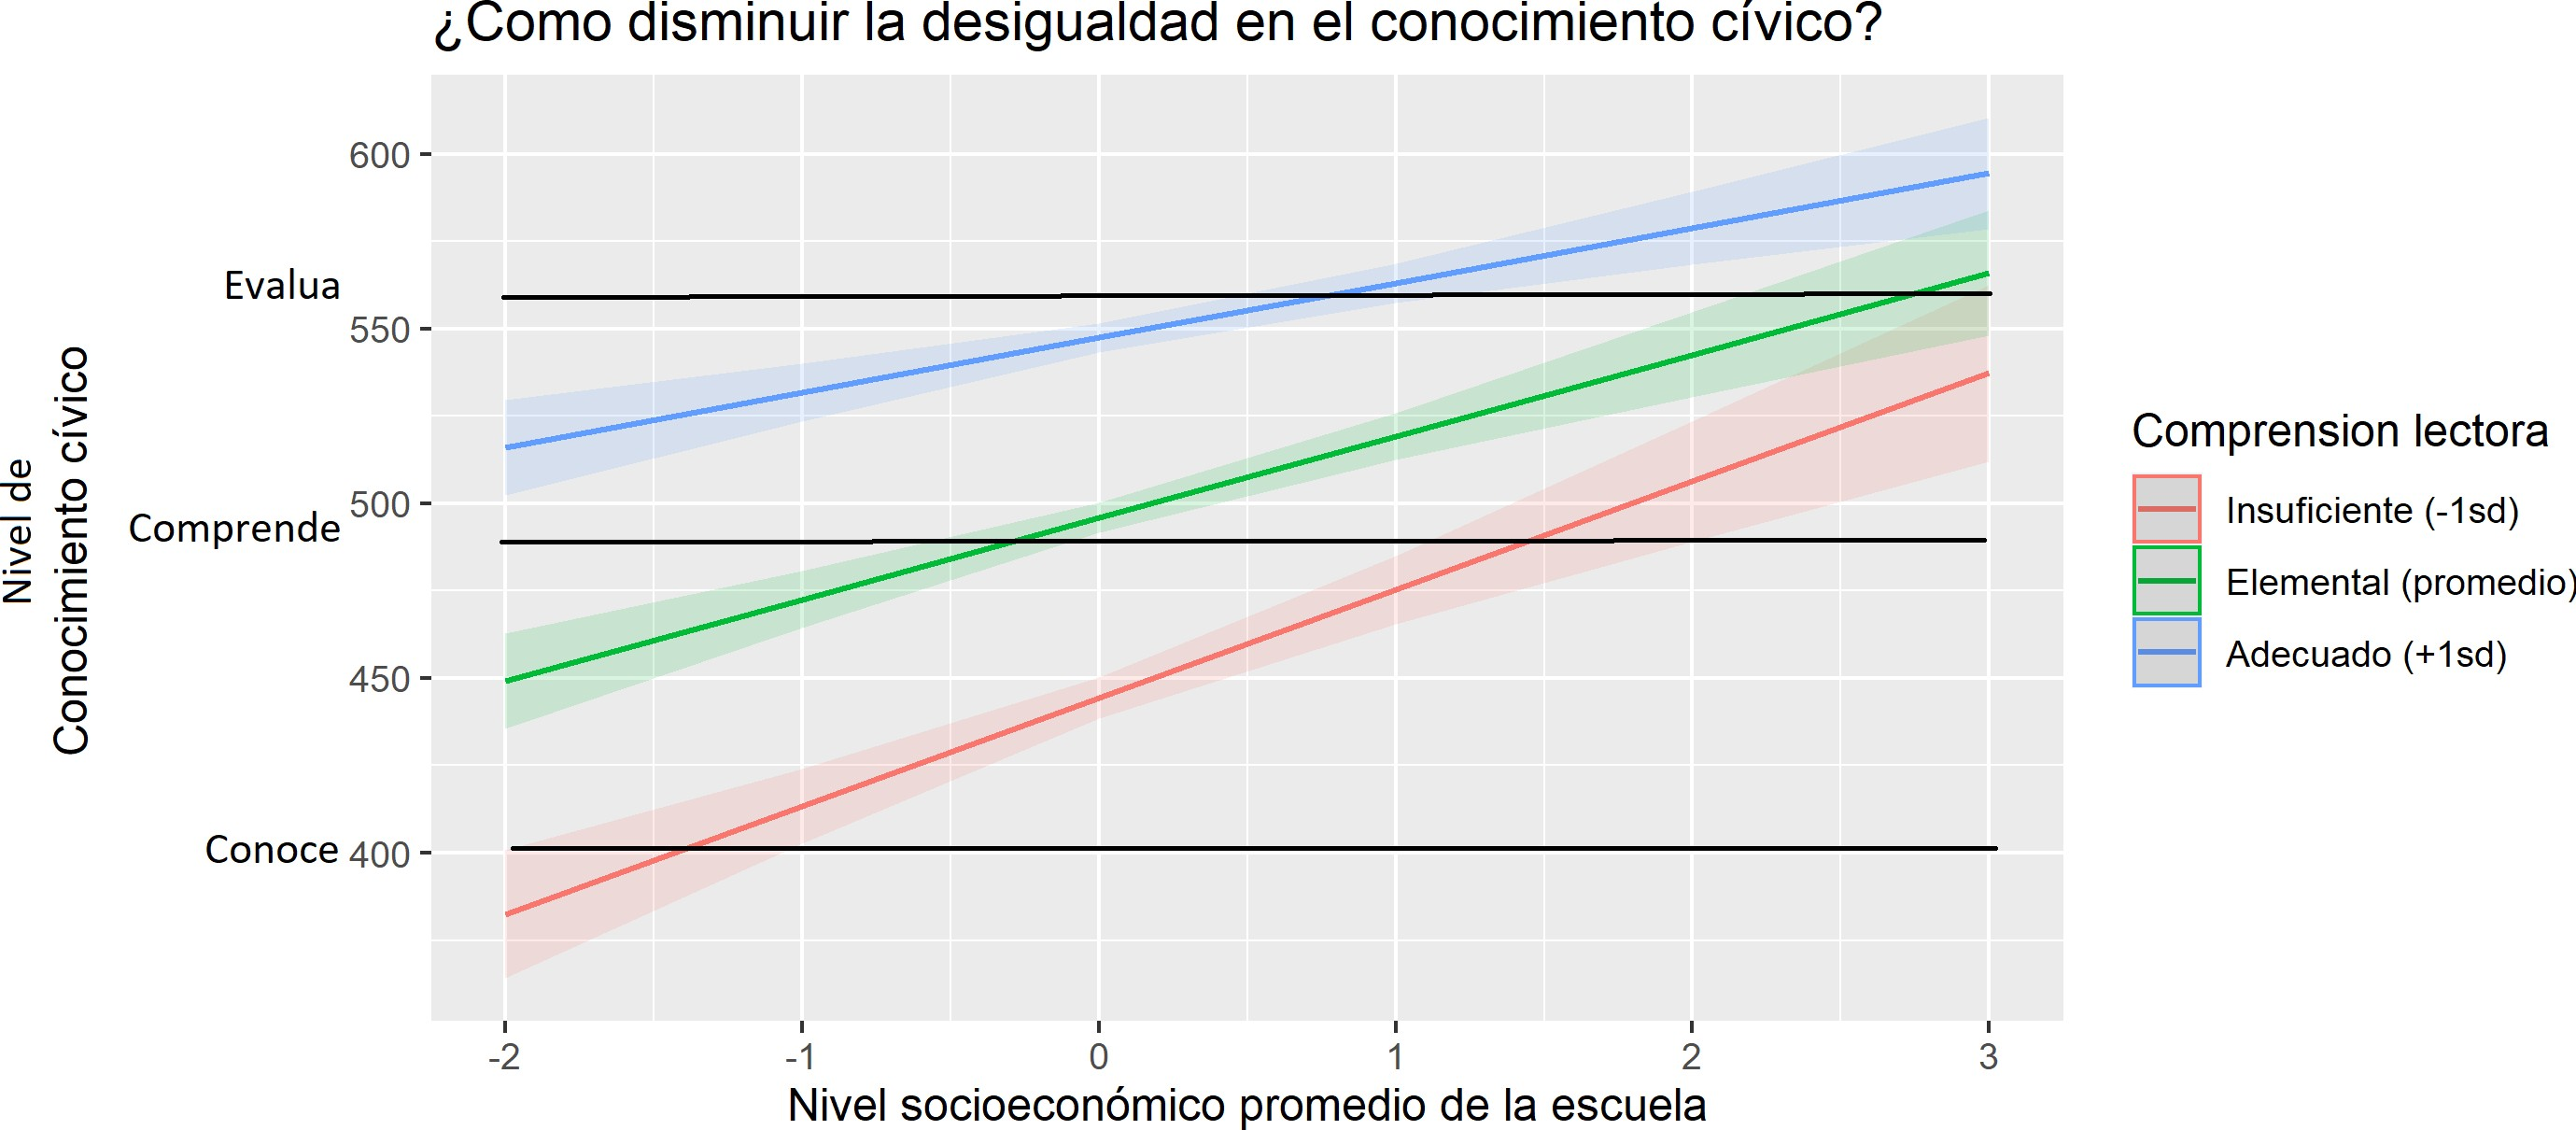 ¿Como disminuir la desigualdad en el conocimiento cívico?
Nivel de
Conocimiento cívico
600
Evalua
550
Comprende 500
450
Conoce 400
-2 -1 0 1 2 3
Nivel socioeconómico promedio de la escuela
Comprension lectora
Insuficiente (-1sd)
Elemental (promedio)
Adecuado (+1sd)